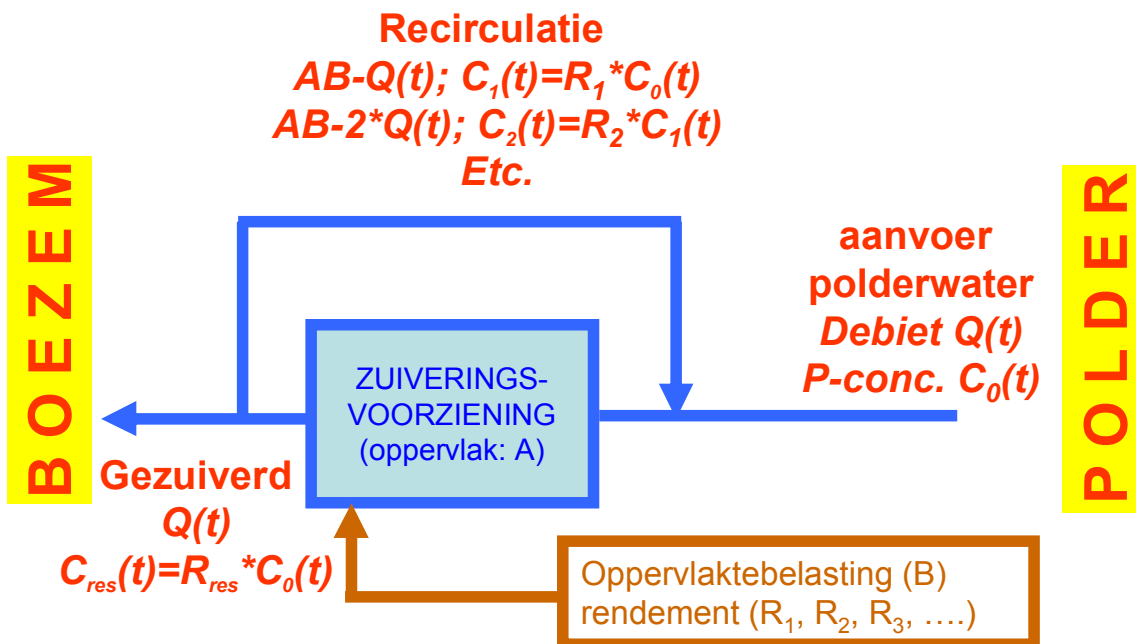 Recirculatie
AB-Q(t); C₁(t)=R₁*C₀(t)
AB-2*Q(t); C₂(t)=R₂*C₁(t)
Etc.
BOEZEM
POLDER
aanvoer
polderwater
Debiet Q(t)
P-conc. C₀(t)
ZUIVERINGS-
VOORZIENING
(oppervlak: A)
Gezuiverd
Q(t)
Cres(t)=Rres*C₀(t)
Oppervlaktebelasting (B)
rendement (R₁, R₂, R₃, ....)